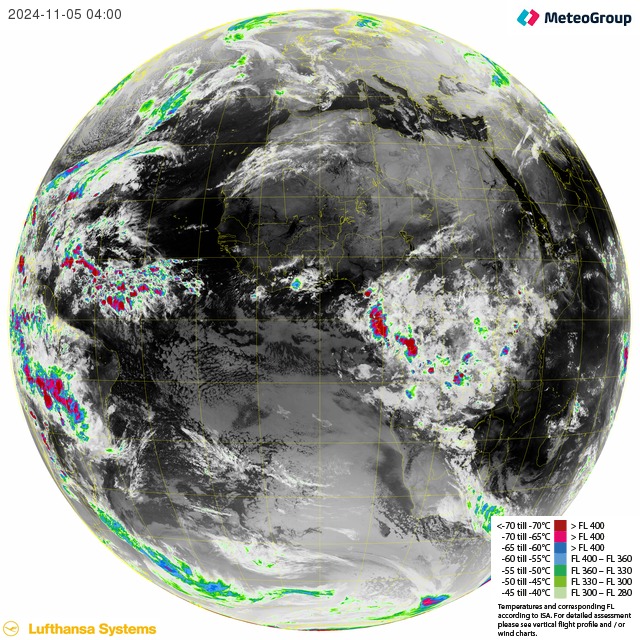 2024-11-05 04:00
MeteoGroup
<-70 till -70°C > FL 400
-70 till -65°C > FL 400
-65 till -60°C > FL 400
-60 till -55°C FL 400 – FL 360
-55 till -50°C FL 360 – FL 330
-50 till -45°C FL 330 – FL 300
-45 till -40°C FL 300 – FL 280
Temperatures and corresponding FL
according to ISA. For detailed assessment
please see vertical flight profile and / or
wind charts.
Lufthansa Systems